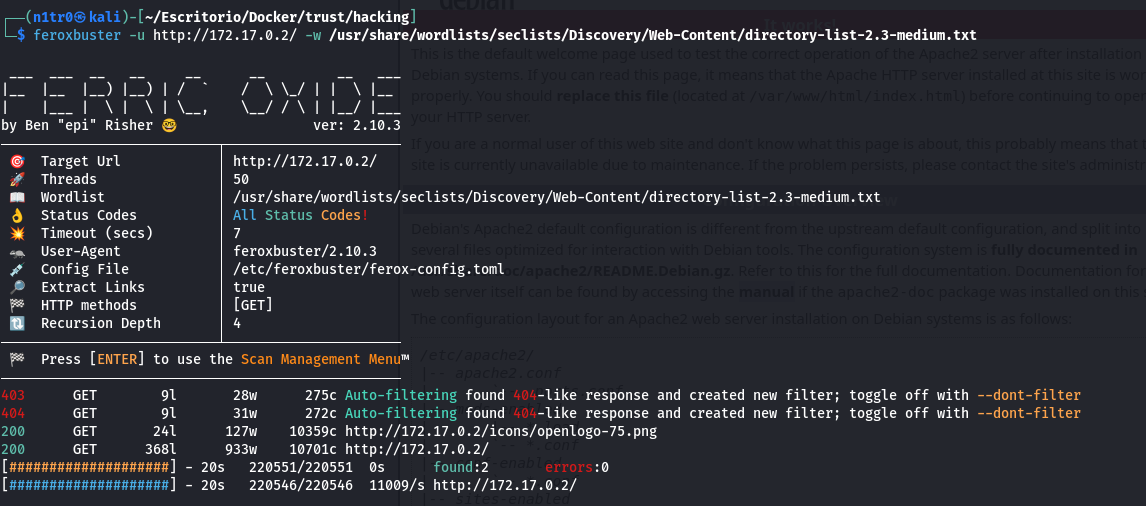 ┌──(n1tr0㉿kali)-[~/Escritorio/Docker/trust/hacking]
└─$ feroxbuster -u http://172.17.0.2/ -w /usr/share/wordlists/seclists/Discovery/Web-Content/directory-list-2.3-medium.txt
FERRIC OXIDE
by Ben "epi" Risher 🤓 ver: 2.10.3
🎯 Target Url │ http://172.17.0.2/
🚀 Threads │ 50
📖 Wordlist │ /usr/share/wordlists/seclists/Discovery/Web-Content/directory-list-2.3-medium.txt
👌 Status Codes │ All Status Codes!
💥 Timeout (secs) │ 7
🦡 User-Agent │ feroxbuster/2.10.3
💉 Config File │ /etc/feroxbuster/ferox-config.toml
🔎 Extract Links │ true
🏁 HTTP methods │ [GET]
🔃 Recursion Depth │ 4
🏁 Press [ENTER] to use the Scan Management Menu™
403 GET 9l 28w 275c Auto-filtering found 404-like response and created new filter; toggle off with --dont-filter
404 GET 9l 31w 272c Auto-filtering found 404-like response and created new filter; toggle off with --dont-filter
200 GET 24l 127w 10359c http://172.17.0.2/icons/openlogo-75.png
200 GET 368l 933w 10701c http://172.17.0.2/
[####################] - 20s 220551/220551 0s found:2 errors:0
[####################] - 20s 220546/220546 11009/s http://172.17.0.2/
debian
It works!
This is the default welcome page used to test the correct operation of the Apache2 server after installation
Debian systems. If you can read this page, it means that the Apache HTTP server installed at this site is
properly. You should replace this file (located at /var/www/html/index.html) before continuing to
your HTTP server.
If you are a normal user of this web site and don't know what this page is about, this probably means that
site is currently unavailable due to maintenance. If the problem persists, please contact the site's
Debian's Apache2 default configuration is different from the upstream default configuration, and split into
several files optimized for interaction with Debian tools. The configuration system is fully documented in
/apache2/README.Debian.gz. Refer to this for the full documentation. Documentation for
web server itself can be found by accessing the manual if the apache2-doc package was installed on this
The configuration layout for an Apache2 web server installation on Debian systems is as follows:
/etc/apache2/
|-- apache2.conf